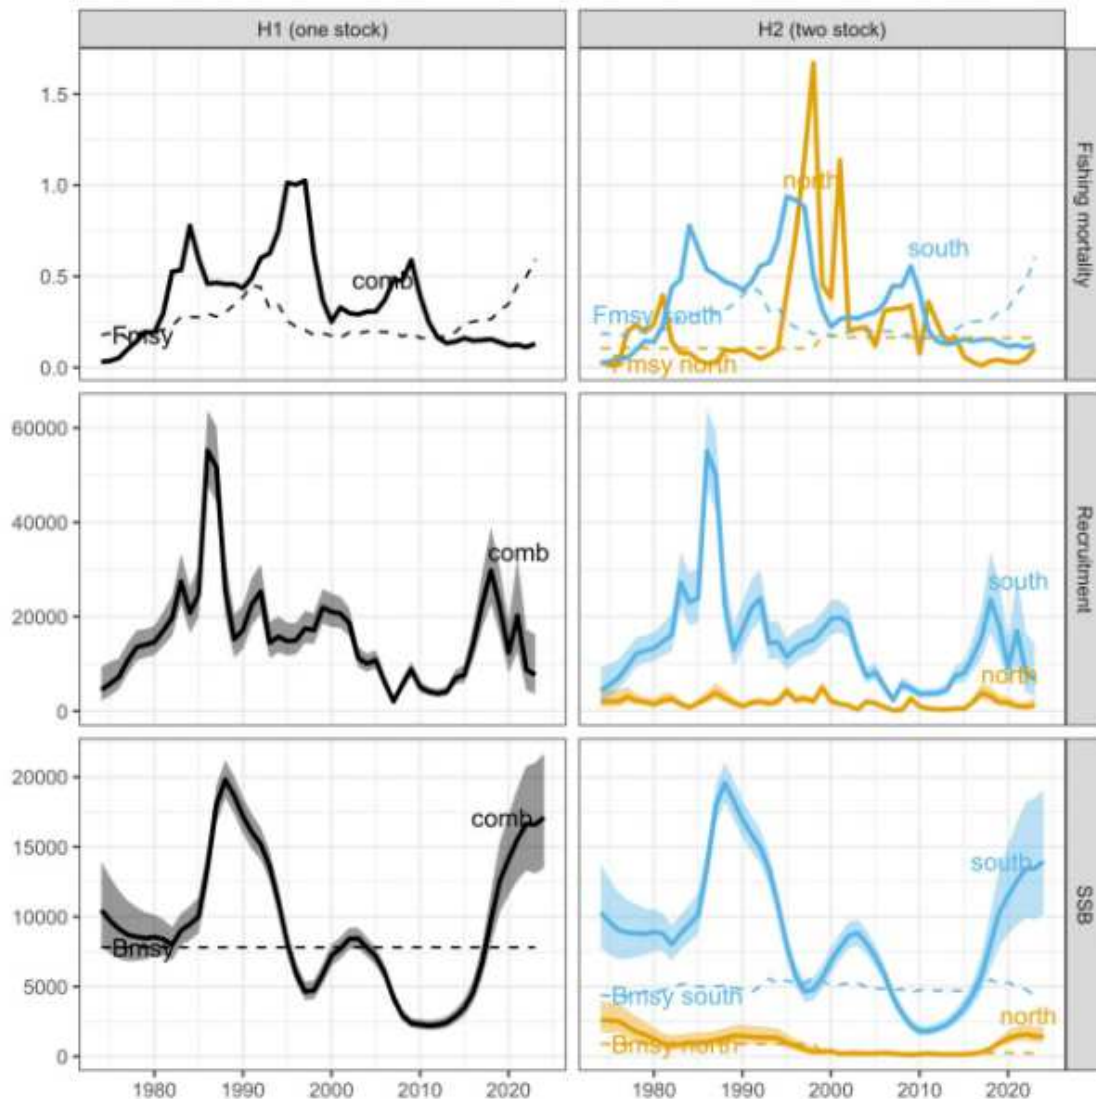 H1 (one stock)
H2 (two stock)
1.5
1.0
0.5
0.0
comb
Fmsy
north
south
Fmsy south
Fmsy north
Fishing mortality
60000
40000
20000
0
comb
south
north
Recruitment
20000
15000
10000
5000
0
comb
Bmsy
south
Bmsy south
north
Bmsy north
SSB
1980 1990 2000 2010 2020
1980 1990 2000 2010 2020